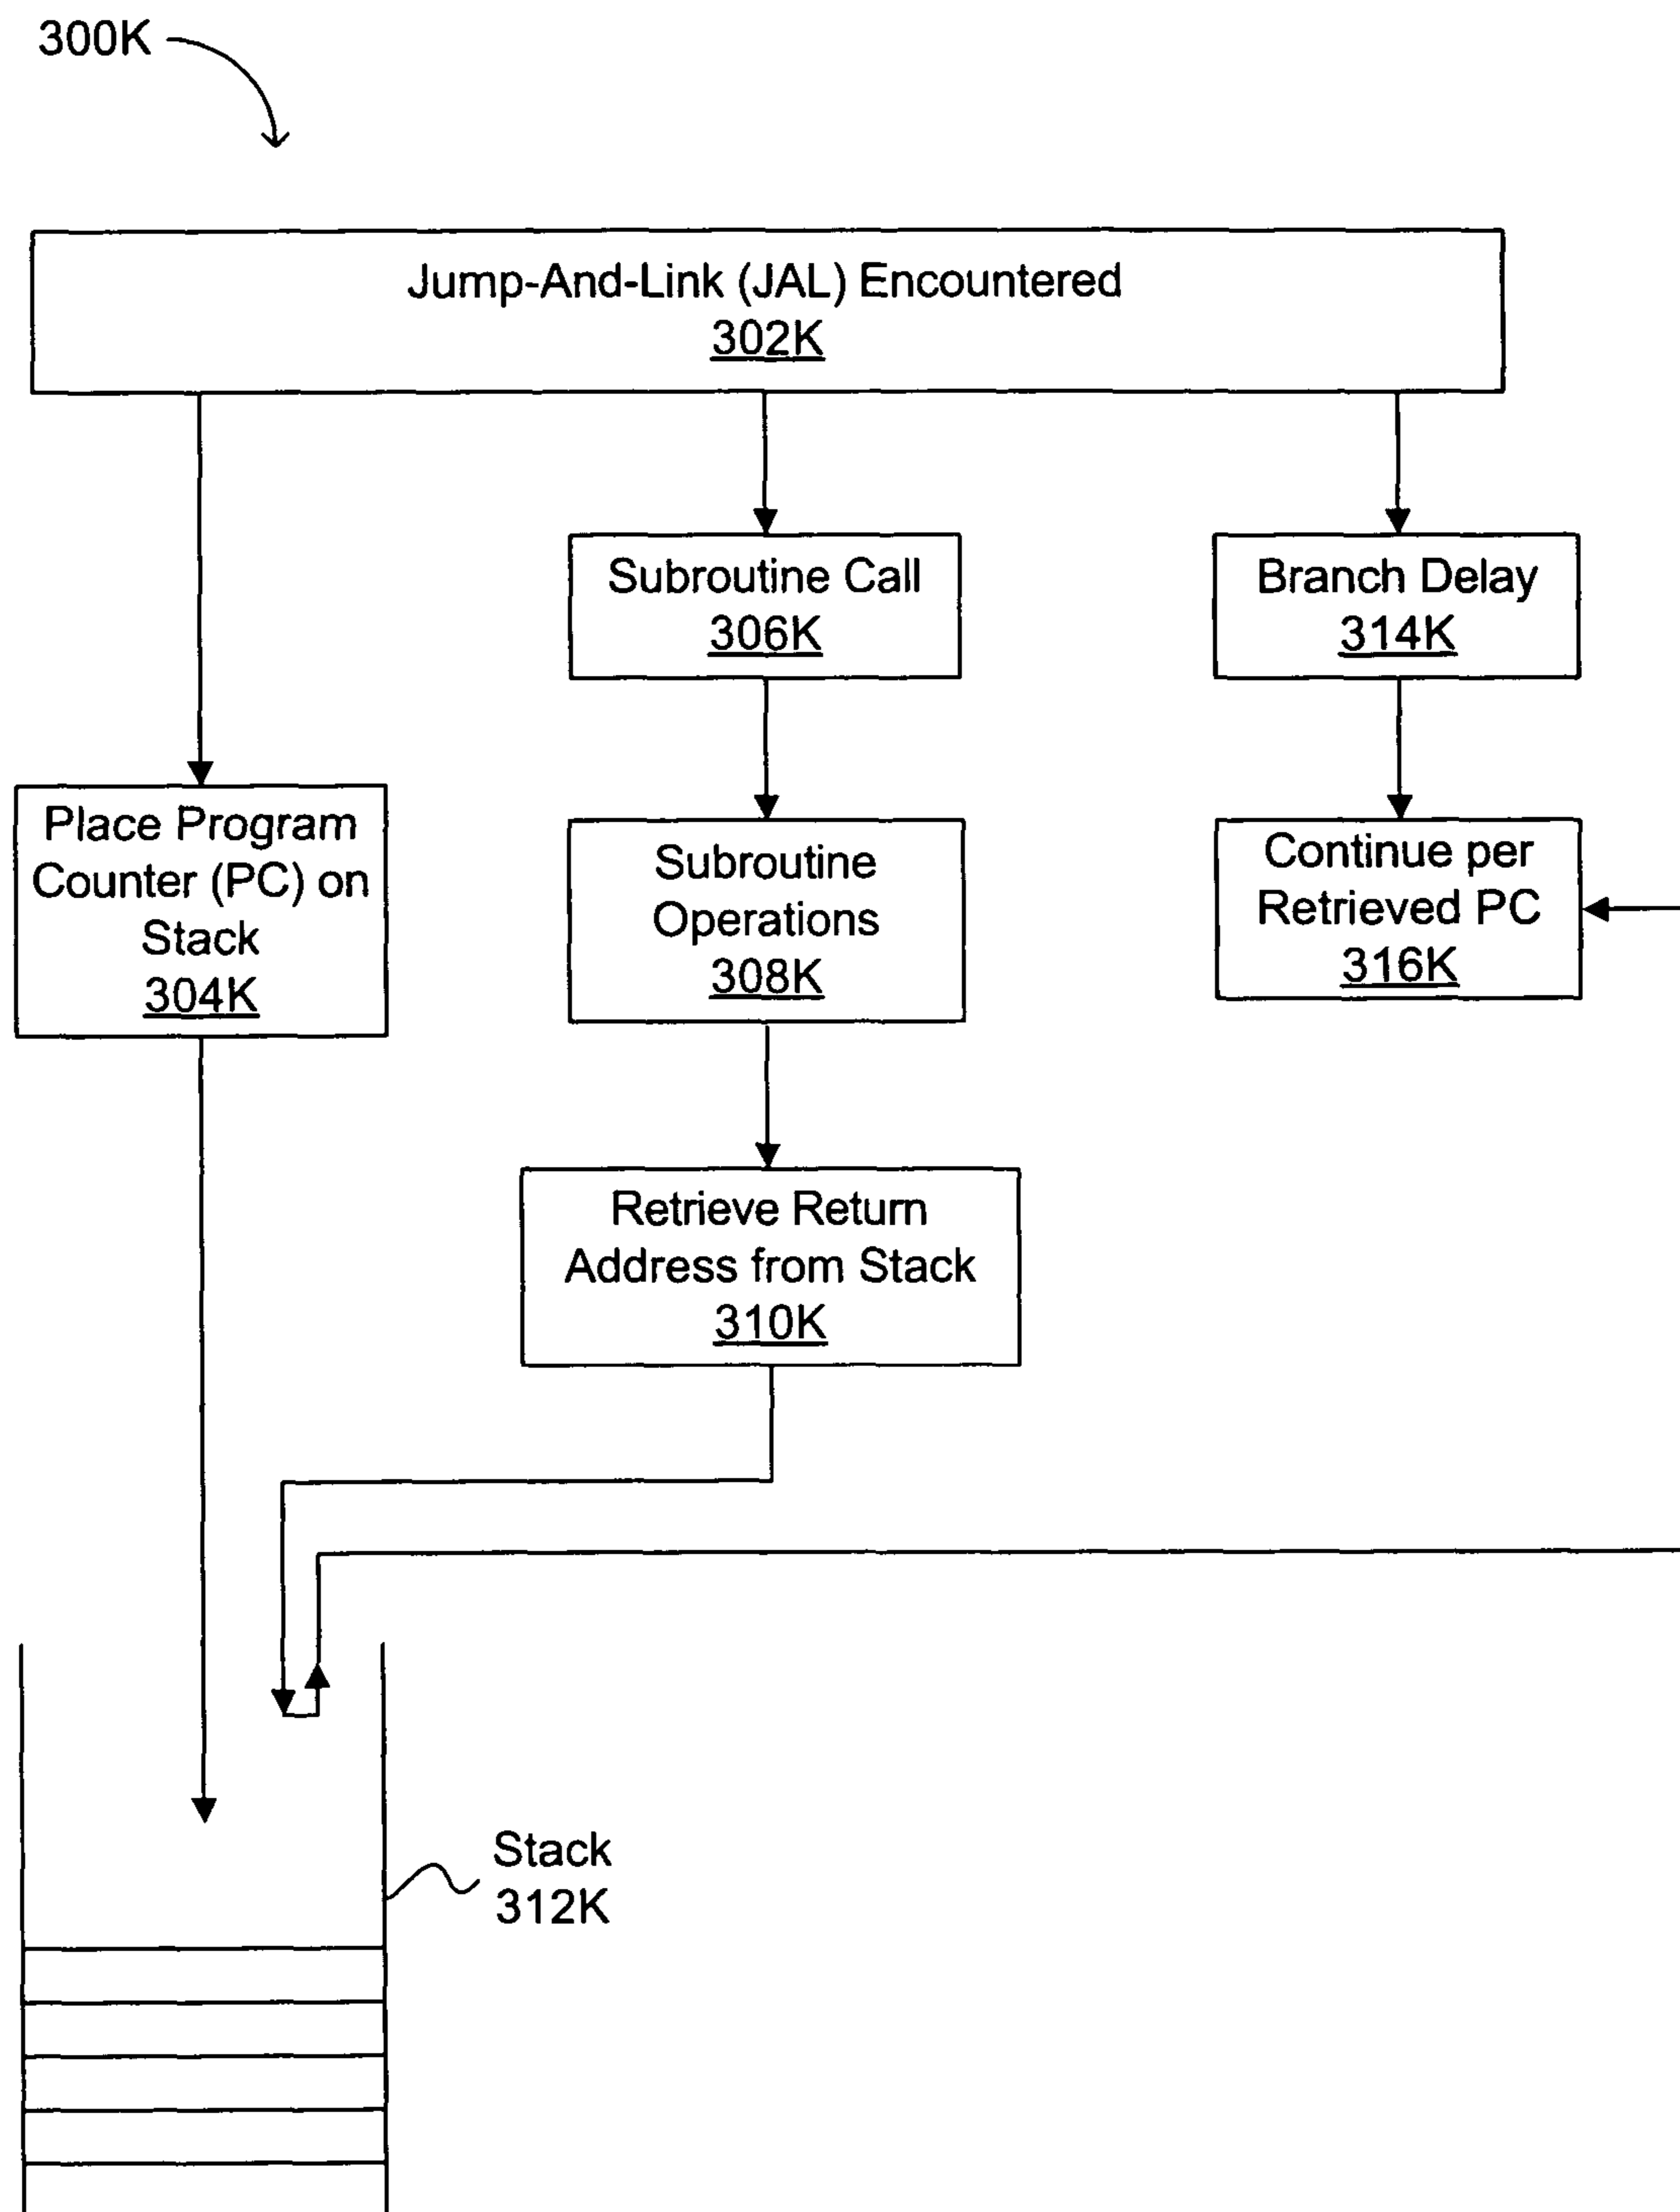 300K
Jump-And-Link (JAL) Encountered
302K
Subroutine Call
306K
Branch Delay
314K
Place Program
Counter (PC) on
Stack
304K
Subroutine
Operations
308K
Continue per
Retrieved PC
316K
Retrieve Return
Address from Stack
310K
Stack
312K